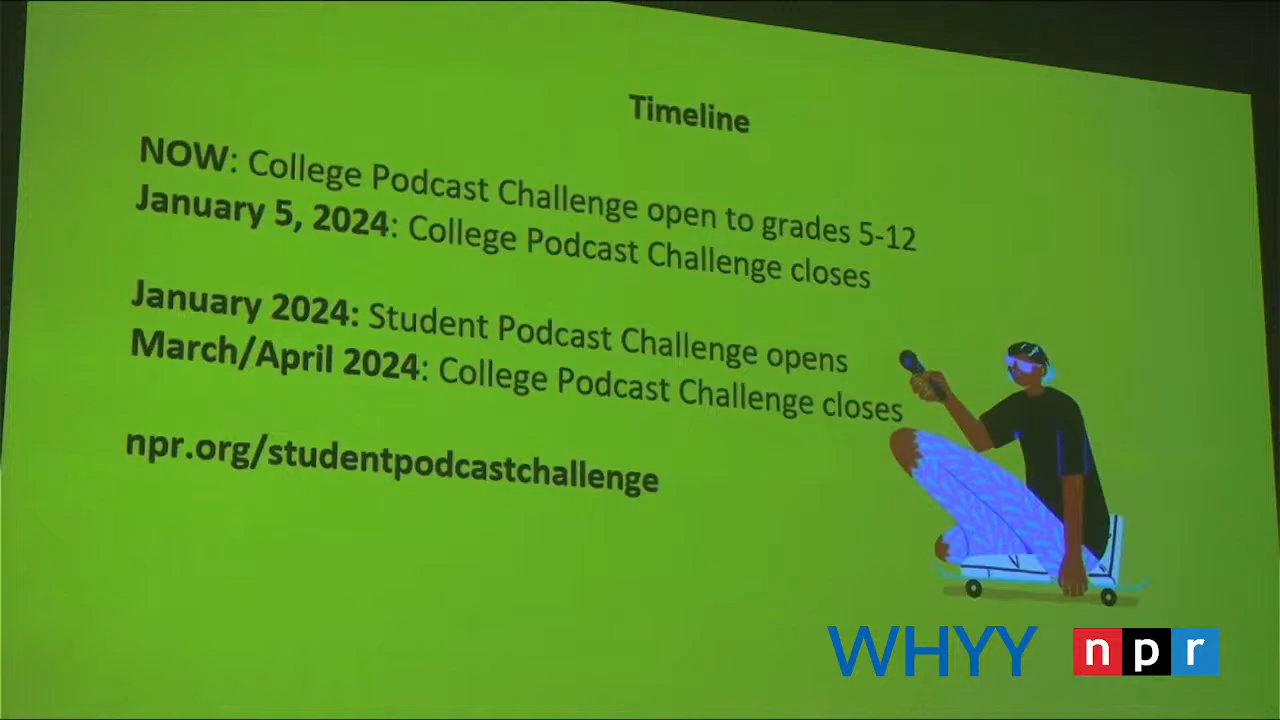 Timeline
NOW: College Podcast Challenge open to grades 5-12
January 5, 2024: College Podcast Challenge closes
January 2024: Student Podcast Challenge opens
March/April 2024: College Podcast Challenge closes
npr.org/studentpodcastchallenge
WHYY npr